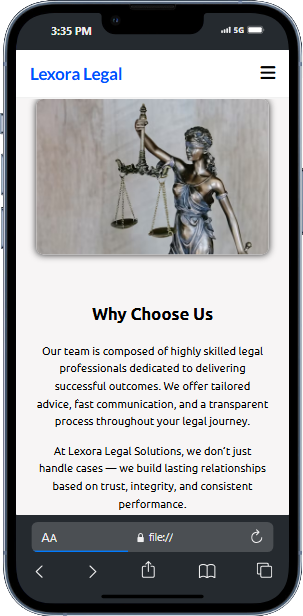 3:35 PM
5G
Lexora Legal
Why Choose Us
Our team is composed of highly skilled legal
professionals dedicated to delivering
successful outcomes. We offer tailored
advice, fast communication, and a transparent
process throughout your legal journey.
At Lexora Legal Solutions, we don’t just
handle cases — we build lasting relationships
based on trust, integrity, and consistent
performance.
AA
file://